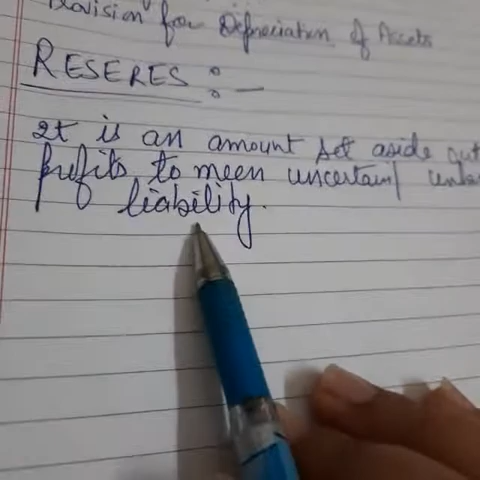 Provision for Depreciation of Assets
RESERES :-
It is an amount set aside out
profits to meen uncertain
liability.